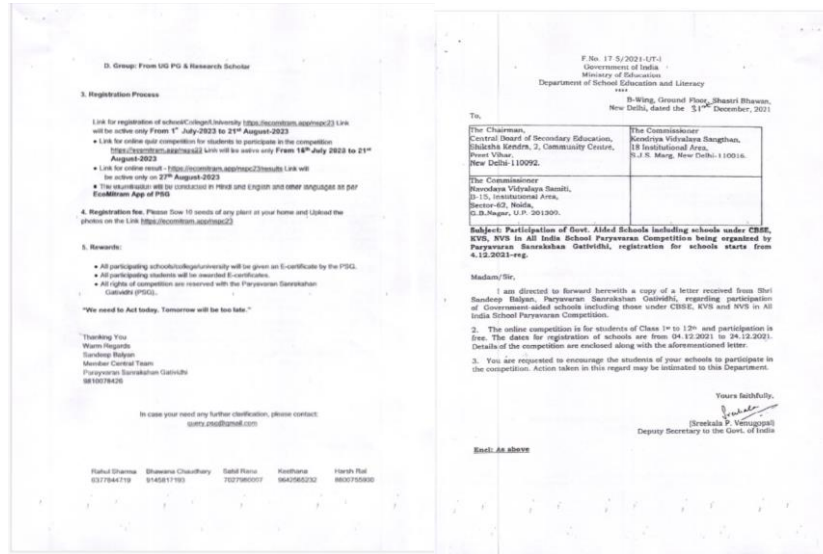 D. Group: From UG PG & Research Scholar
3. Registration Process
Link for registration of school/College/University https://ecomitram.app/nspc23 Link
will be active only From 1st July-2023 to 21st August-2023
• Link for online quiz competition for students to participate in the competition
https://ecomitram.app/nspc23 Link will be active only From 16th July 2023 to 21st
August-2023
• Link for online result - https://ecomitram.app/nspc23/results Link will
be active only on 27th August-2023
• The examination will be conducted in Hindi and English and other languages as per
EcoMitram App of PSG
4. Registration fee. Please Sow 10 seeds of any plant at your home and Upload the
photos on the Link https://ecomitram.app/nspc23
5. Rewards:
• All participating schools/college/university will be given an E-certificate by the PSG.
• All participating students will be awarded E-certificates.
• All rights of competition are reserved with the Paryavaran Sanrakshan
Gatividhi (PSG).
"We need to Act today. Tomorrow will be too late."
Thanking You
Warm Regards
Sandeep Balyan
Member Central Team
Paryavaran Sanrakshan Gatividhi
9810078426
In case your need any further clarification, please contact:
query.psg@gmail.com
Rahul Sharma Bhawana Chaudhary Sahil Rana Keethana Harsh Rai
6377844719 9145817193 7027980007 9642565232 8800755800
F.No. 17-5/2021-UT-1
Government of India
Ministry of Education
Department of School Education and Literacy
****
B-Wing, Ground Floor, Shastri Bhawan,
New Delhi, dated the 31st December, 2021
To,
The Chairman,
Central Board of Secondary Education,
Shiksha Kendra, 2, Community Centre,
Preet Vihar,
New Delhi-110092.
The Commissioner
Kendriya Vidyalaya Sangthan,
18 Institutional Area,
S.J.S. Marg, New Delhi-110016.
The Commissioner
Navodaya Vidyalaya Samiti,
B-15, Institutional Area,
Sector-62, Noida,
G.B.Nagar, U.P. 201309.
Subject: Participation of Govt. Aided Schools including schools under CBSE,
KVS, NVS in All India School Paryavaran Competition being organized by
Paryavaran Sanrakshan Gatividhi, registration for schools starts from
4.12.2021-reg.
Madam/Sir,
I am directed to forward herewith a copy of a letter received from Shri
Sandeep Balyan, Paryavaran Sanrakshan Gatividhi, regarding participation
of Government-aided schools including those under CBSE, KVS and NVS in All
India School Paryavaran Competition.
2. The online competition is for students of Class 1st to 12th and participation is
free. The dates for registration of schools are from 04.12.2021 to 24.12.2021.
Details of the competition are enclosed along with the aforementioned letter.
3. You are requested to encourage the students of your schools to participate in
the competition. Action taken in this regard may be intimated to this Department.
Yours faithfully,
Sreekala
(Sreekala P. Venugopal)
Deputy Secretary to the Govt. of India
Encl: As above